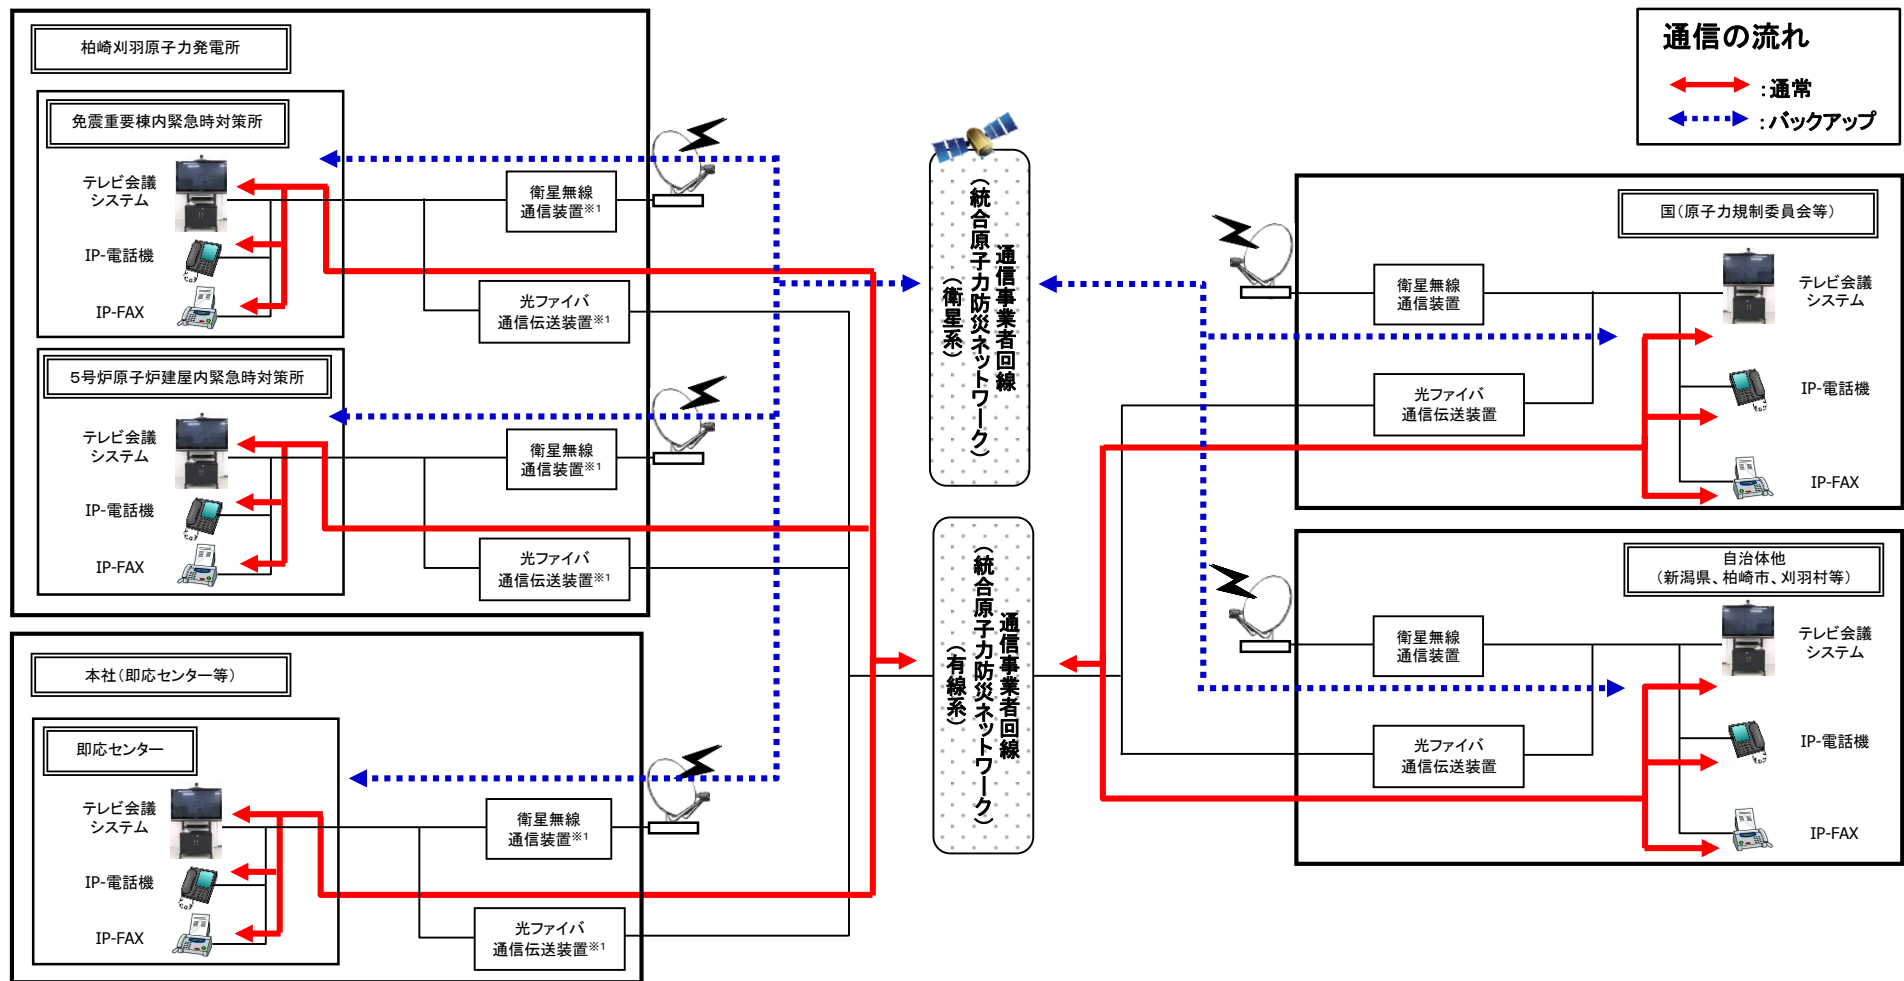 柏崎刈羽原子力発電所
免震重要棟内緊急時対策所
テレビ会議
システム
IP-電話機
IP-FAX
衛星無線
通信装置※1
光ファイバ
通信伝送装置※1
5号炉原子炉建屋内緊急時対策所
テレビ会議
システム
IP-電話機
IP-FAX
衛星無線
通信装置※1
光ファイバ
通信伝送装置※1
本社(即応センター等)
即応センター
テレビ会議
システム
IP-電話機
IP-FAX
衛星無線
通信装置※1
光ファイバ
通信伝送装置※1
通信事業者回線
(統合原子力防災ネットワーク)
(衛星系)
通信事業者回線
(統合原子力防災ネットワーク)
(有線系)
通信の流れ
:通常
:バックアップ
国(原子力規制委員会等)
衛星無線
通信装置
テレビ会議
システム
光ファイバ
通信伝送装置
IP-電話機
IP-FAX
自治体他
(新潟県、柏崎市、刈羽村等)
衛星無線
通信装置
テレビ会議
システム
光ファイバ
通信伝送装置
IP-電話機
IP-FAX